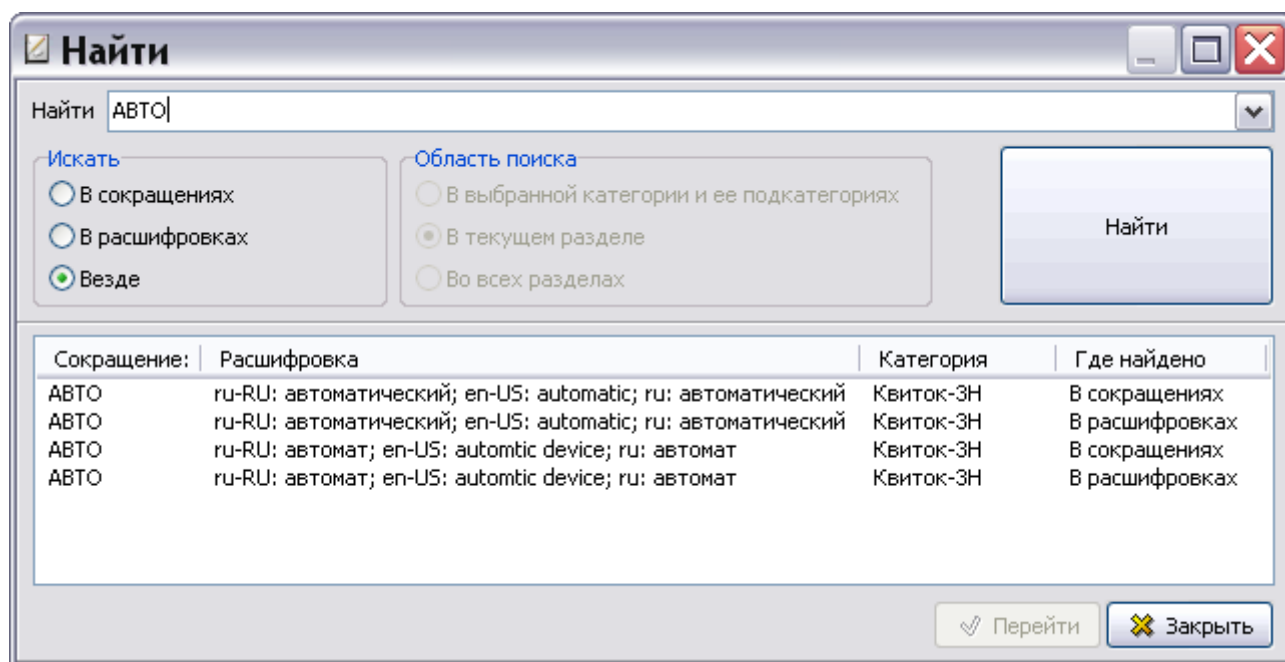 Найти
Найти АВТО
Искать Область поиска
В сокращениях В выбранной категории и ее подкатегориях
В расшифровках В текущем разделе Найти
Везде Во всех разделах
Сокращение: Расшифровка Категория Где найдено
АВТО ru-RU: автоматический; en-US: automatic; ru: автоматический Квиток-3Н В сокращениях
АВТО ru-RU: автоматический; en-US: automatic; ru: автоматический Квиток-3Н В расшифровках
АВТО ru-RU: автомат; en-US: automtic device; ru: автомат Квиток-3Н В сокращениях
АВТО ru-RU: автомат; en-US: automtic device; ru: автомат Квиток-3Н В расшифровках
Перейти Закрыть